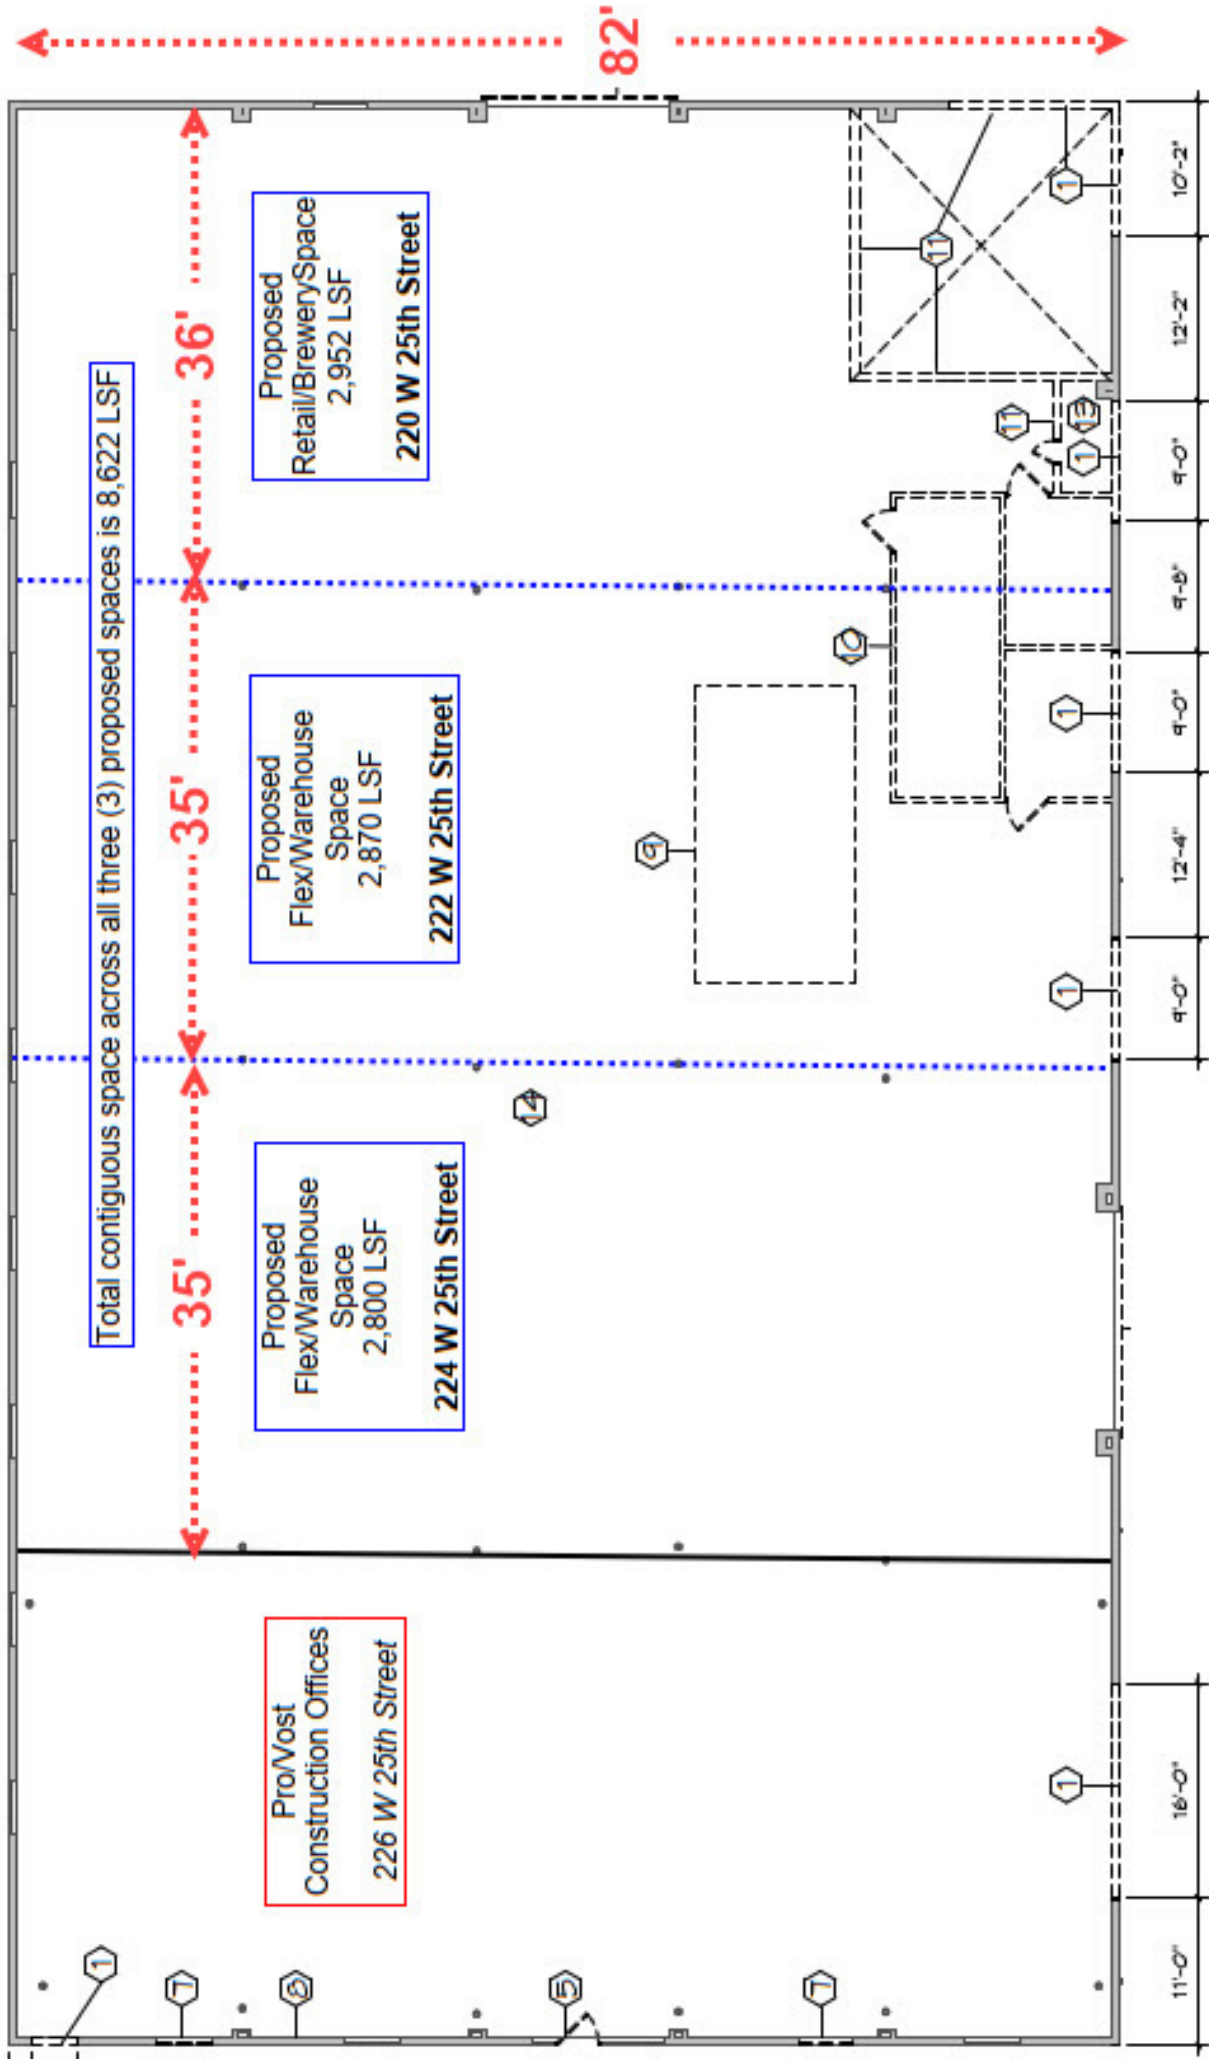 Total contiguous space across all three (3) proposed spaces is 8,622 LSF
35'
35'
36'
82'
Pro/Vost
Construction Offices
226 W 25th Street
Proposed
Flex/Warehouse
Space
2,800 LSF
224 W 25th Street
Proposed
Flex/Warehouse
Space
2,870 LSF
222 W 25th Street
Proposed
Retail/BrewerySpace
2,952 LSF
220 W 25th Street
1
7
8
5
7
14
9
10
11
11
13
1
1
1
1
1
11'-0"
16'-0"
9'-0"
12'-4"
9'-0"
9'-8"
9'-0"
12'-2"
10'-2"